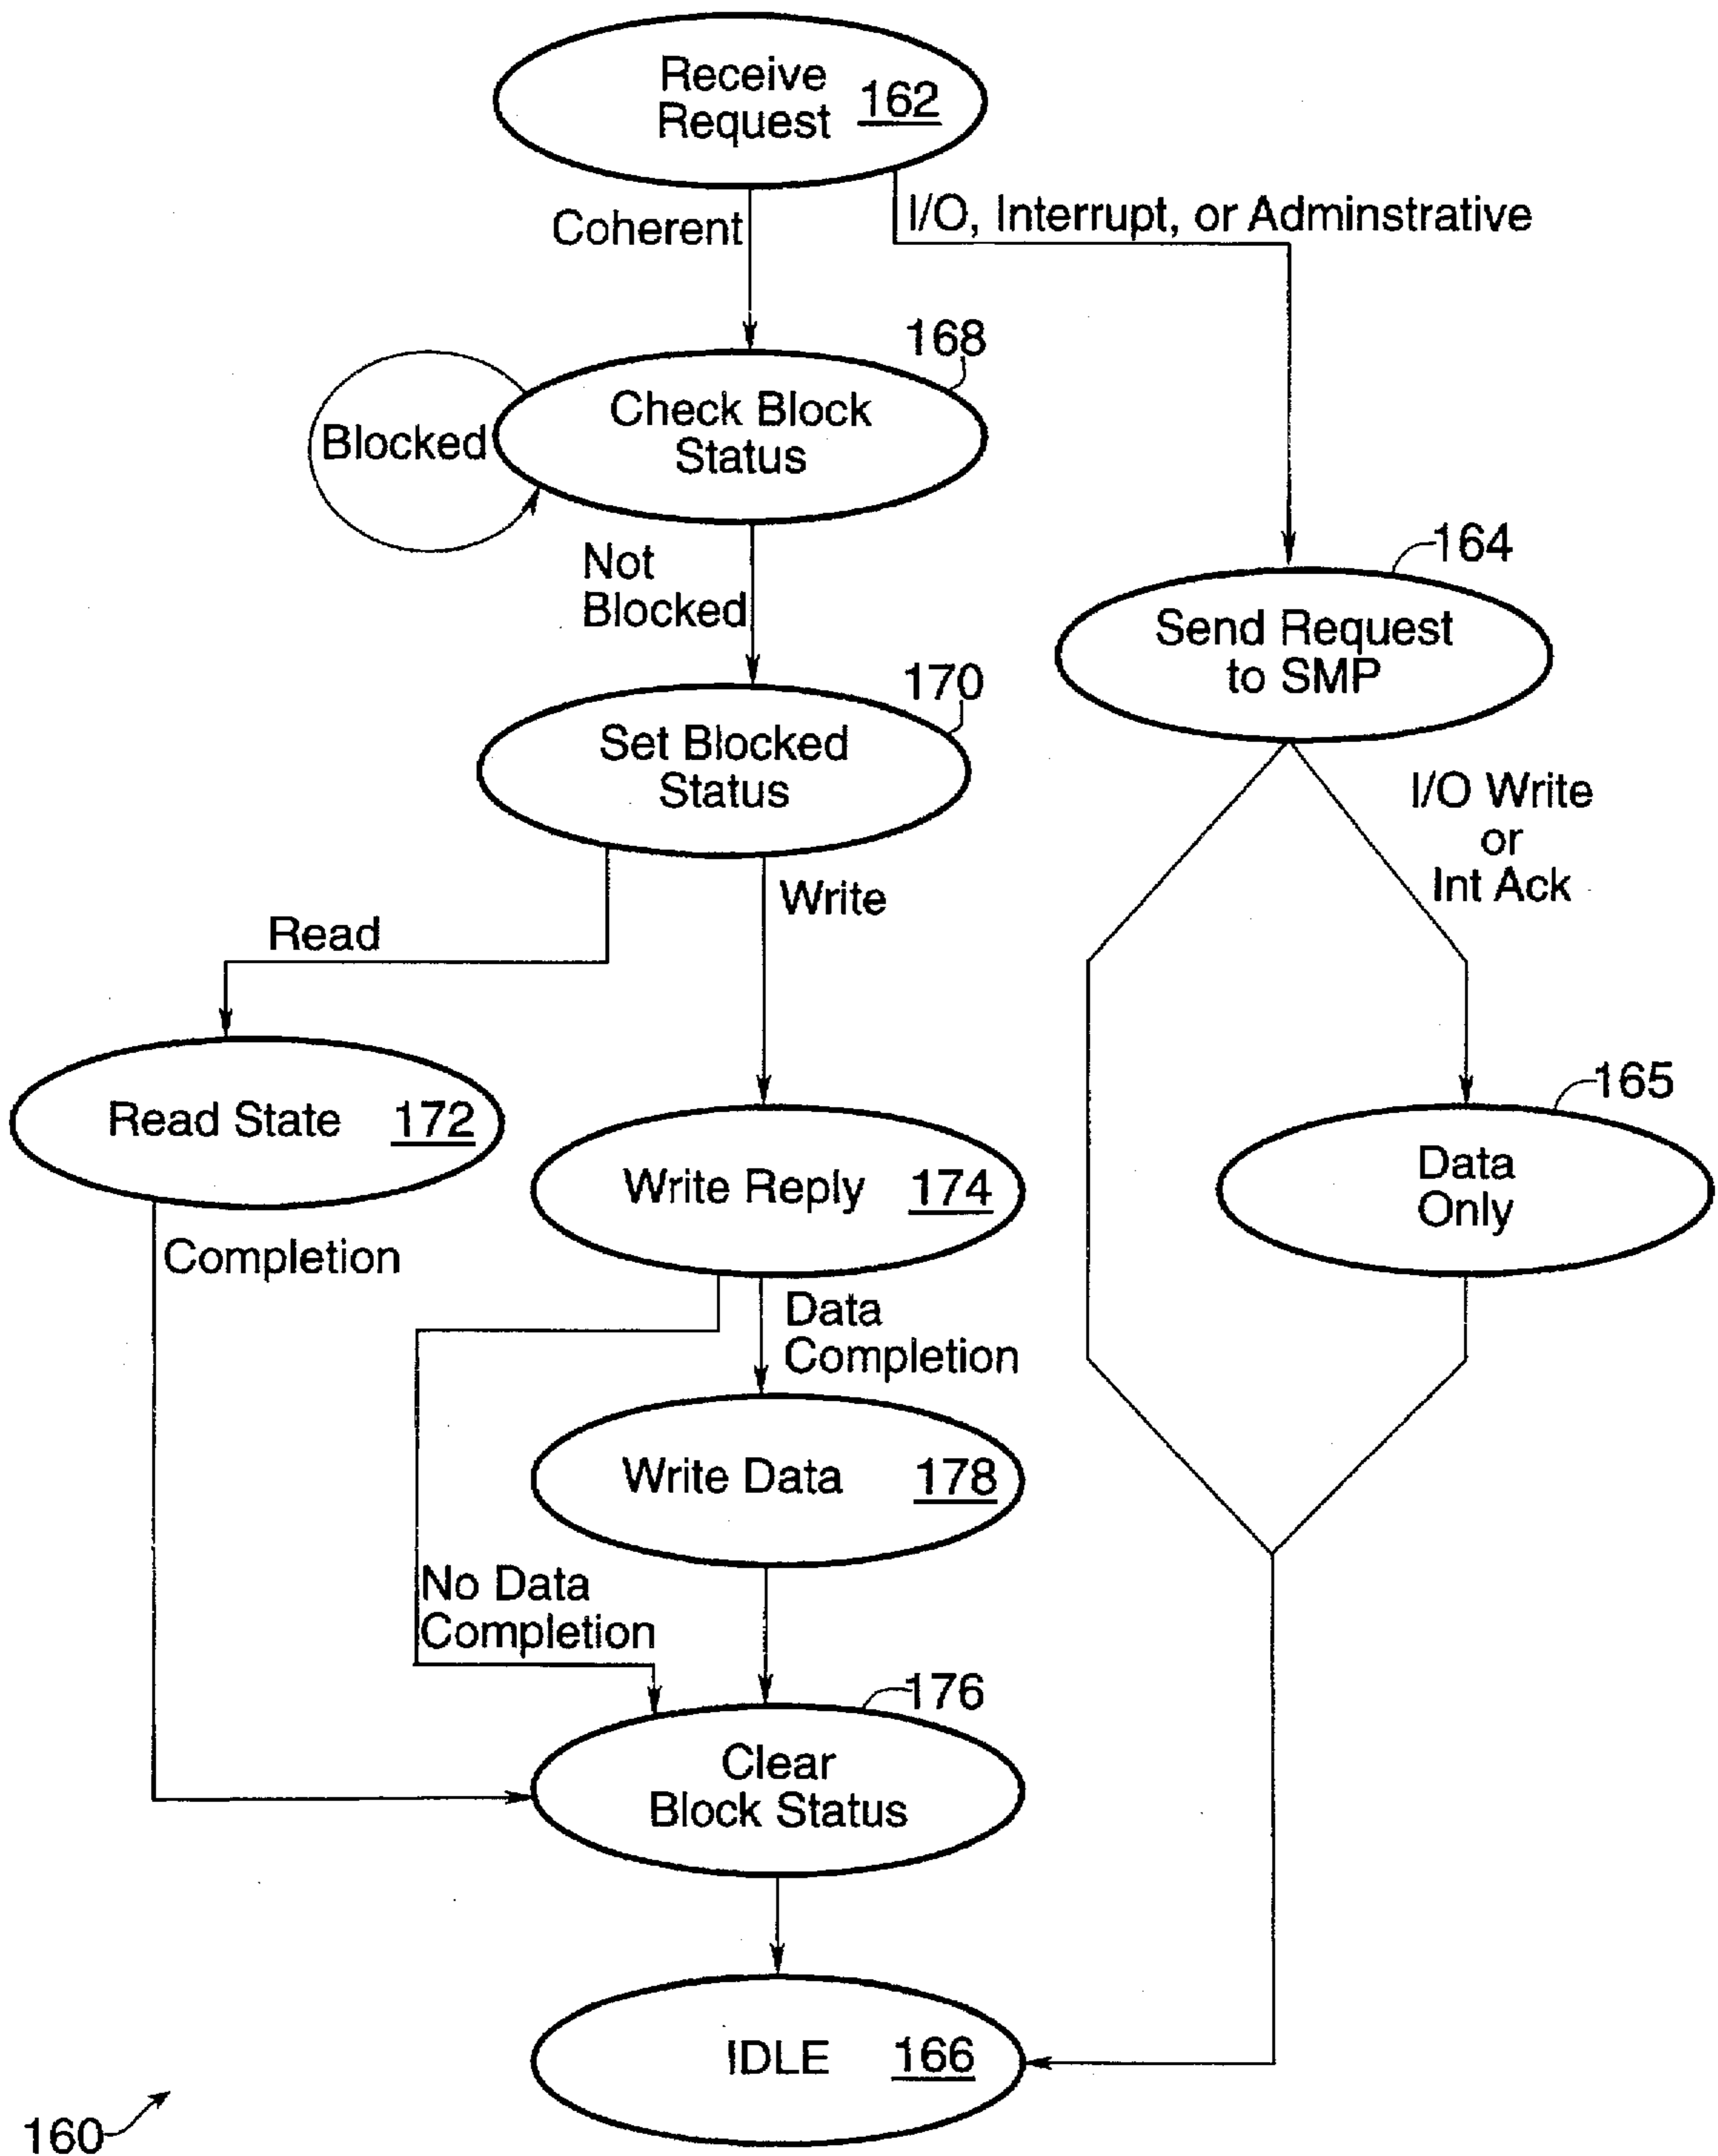 Receive
Request 162
Coherent
I/O, Interrupt, or Adminstrative
168
Blocked
Check Block
Status
Not
Blocked
164
Send Request
to SMP
170
Set Blocked
Status
I/O Write
or
Int Ack
Write
Read
165
Read State 172
Write Reply 174
Data
Only
Completion
Data
Completion
Write Data 178
No Data
Completion
176
Clear
Block Status
IDLE 166
160